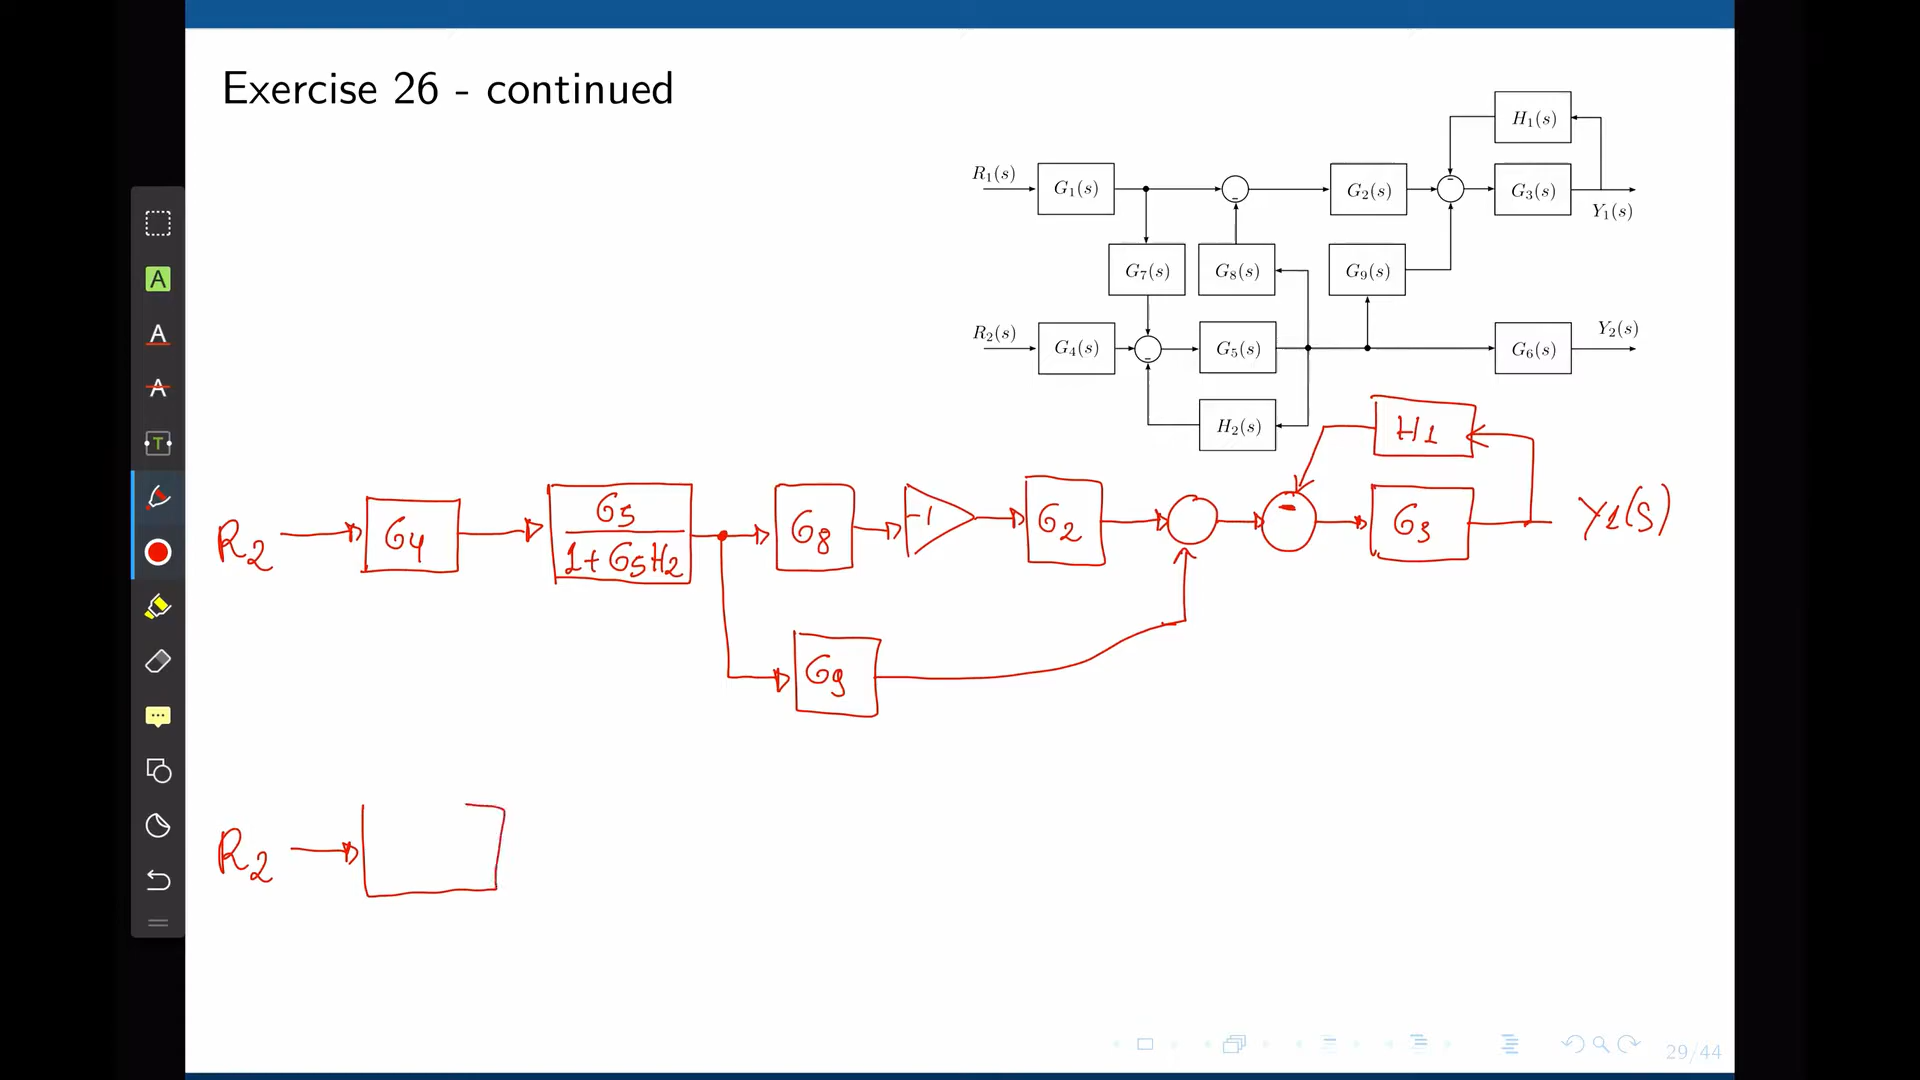 Exercise 26 - continued
H₁(s)
R₁(s) G₁(s) - G₂(s) - G₃(s) Y₁(s)
G₇(s) G₈(s) G₉(s)
R₂(s) G₄(s) - G₅(s) G₆(s) Y₂(s)
H₂(s)
H1
R2 G4 G5 / 1+G5H2 G8 -1 G2 - G3 Y1(s)
G9
R2
29/44
A
A
A
T